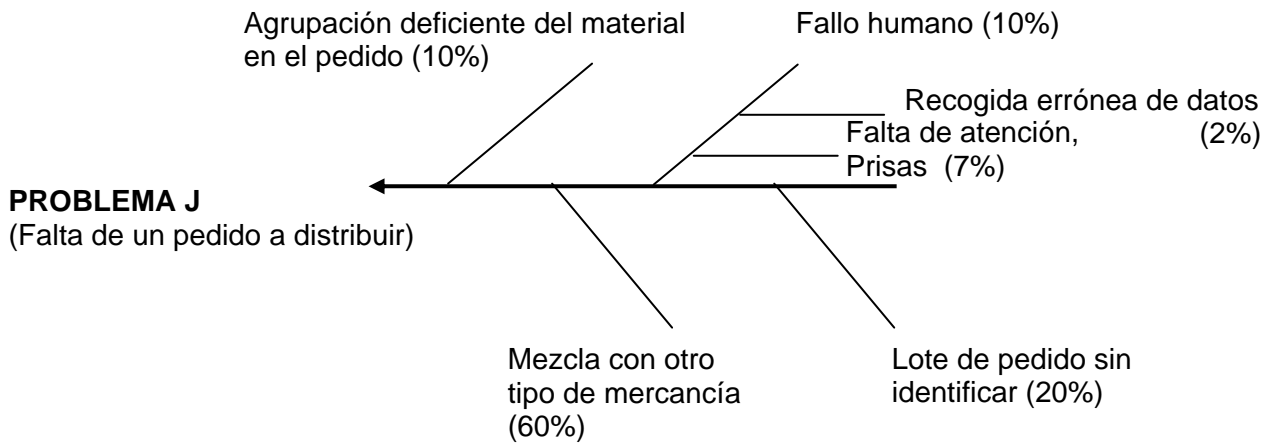 Agrupación deficiente del material
en el pedido (10%)
Fallo humano (10%)
Recogida errónea de datos
(2%)
Falta de atención,
Prisas (7%)
PROBLEMA J
(Falta de un pedido a distribuir)
Mezcla con otro
tipo de mercancía
(60%)
Lote de pedido sin
identificar (20%)